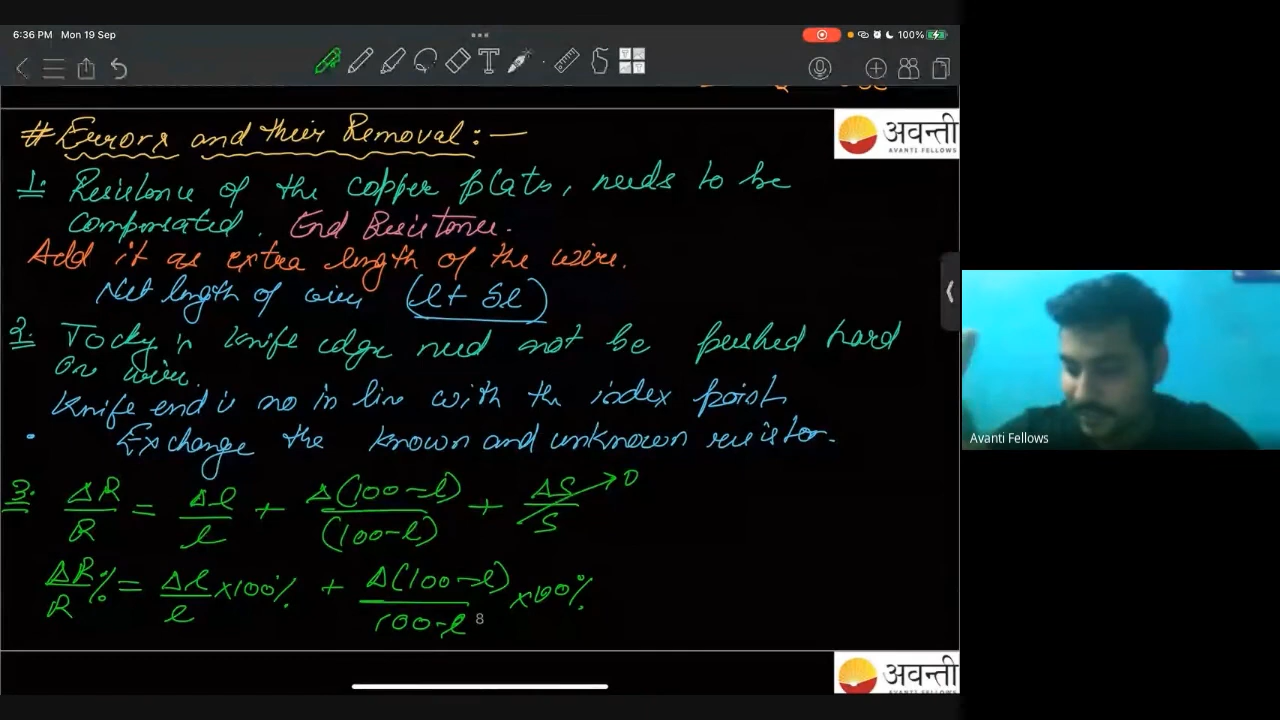 6:36 PM Mon 19 Sep
100%
# Errors and their Removal:—
अवन्ती
AVANTI FELLOWS
1. Resistance of the copper plate, needs to be
compensated. End Resistance.
Add it as extra length of the wire.
Net length of wire (l + δl)
2. Jockey's knife edge need not be pushed hard
on wire.
Knife end is no in line with the index point
• Exchange the known and unknown resistor.
3. ΔR/R = Δl/l + Δ(100-l)/(100-l) + ΔS/S → 0
ΔR/R % = Δl/l ×100% + Δ(100-l)/100-l ×100%
8
अवन्ती
AVANTI FELLOWS
Avanti Fellows